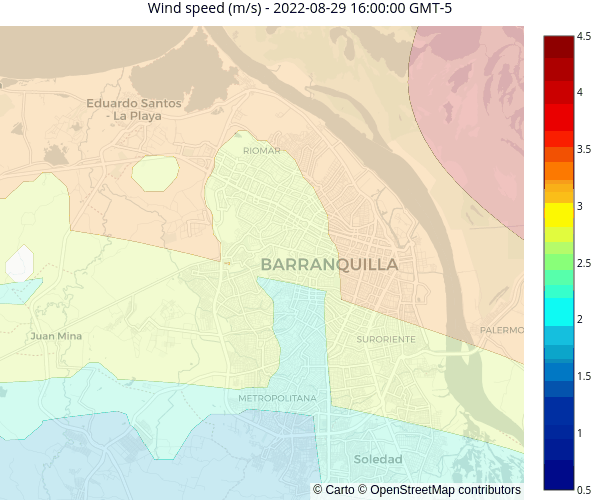 Wind speed (m/s) - 2022-08-29 16:00:00 GMT-5
4.5
4
3.5
3
2.5
2
1.5
1
0.5
Eduardo Santos
- La Playa
RIOMAR
BARRANQUILLA
PALERMO
Juan Mina
SURORIENTE
METROPOLITANA
Soledad
© Carto © OpenStreetMap contributors